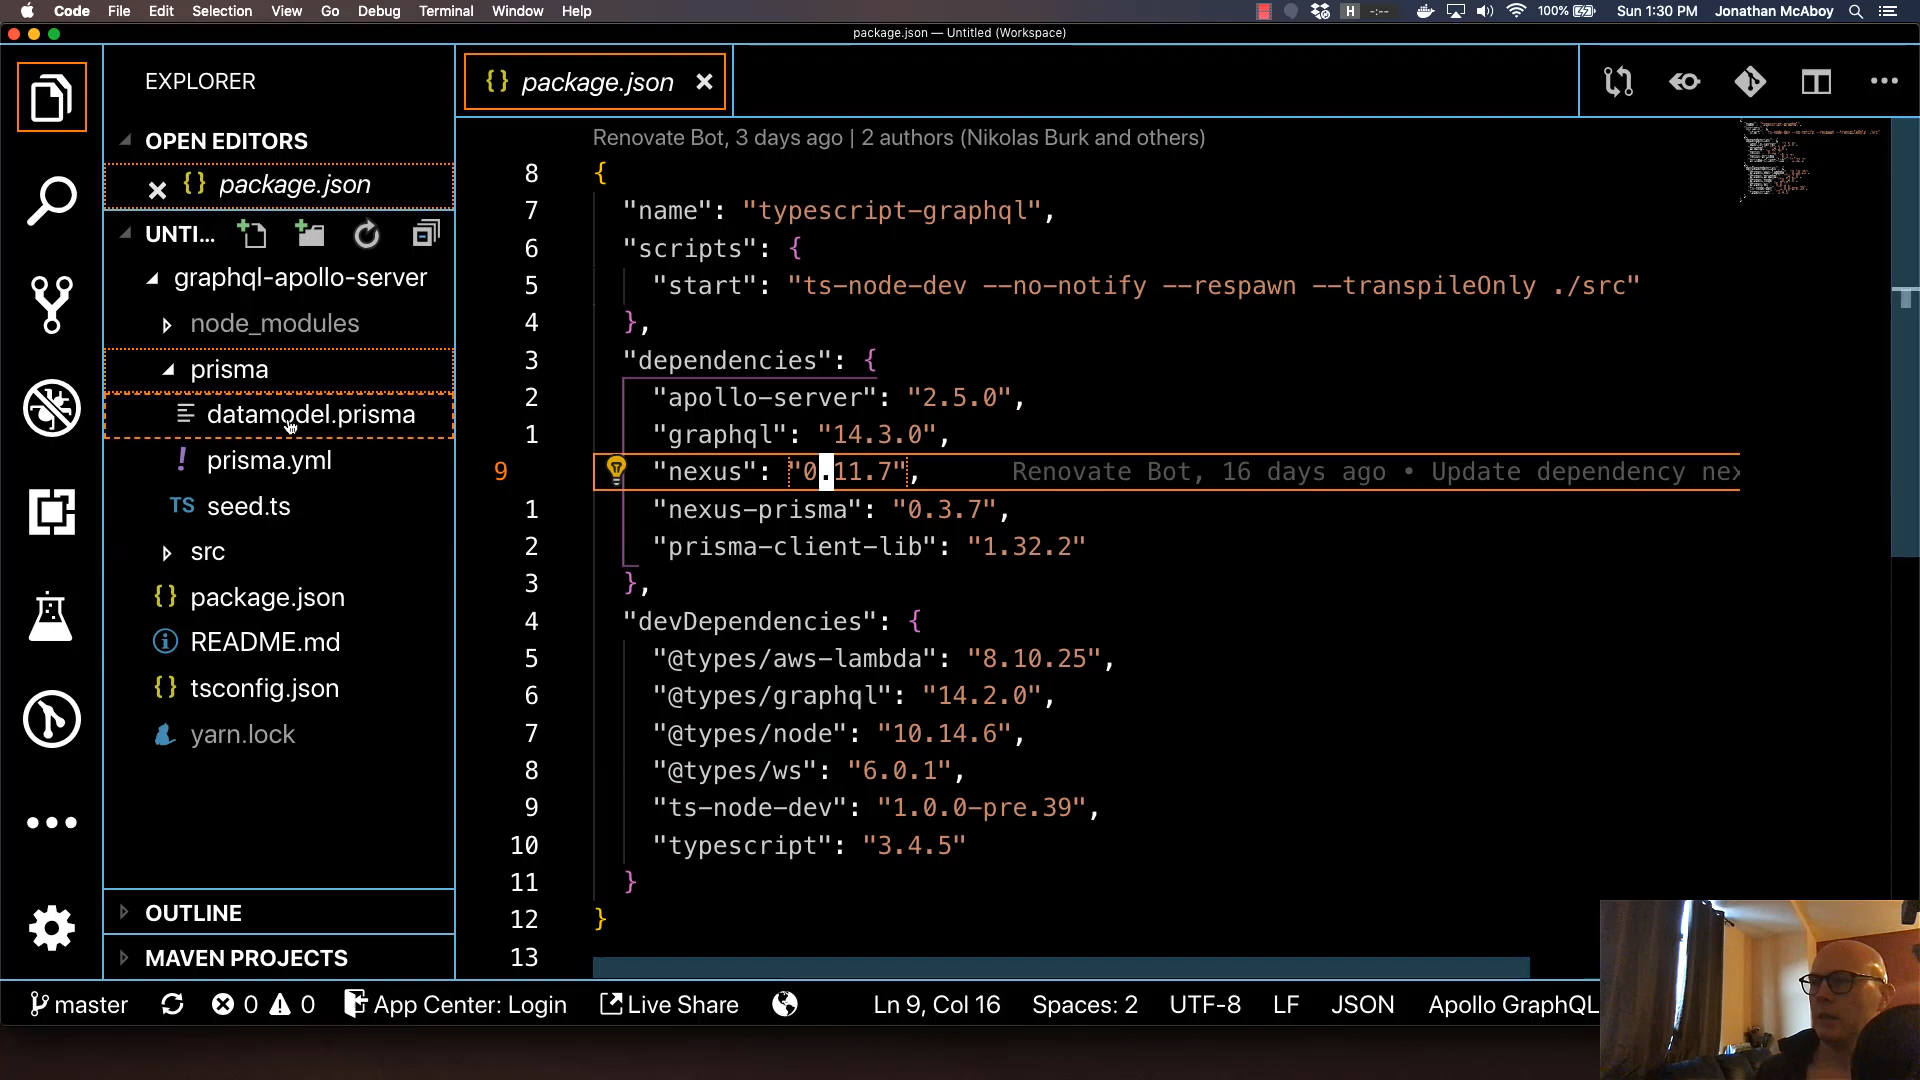 Code File Edit Selection View Go Debug Terminal Window Help H --:-- 100% Sun 1:30 PM Jonathan McAboy
package.json — Untitled (Workspace)
EXPLORER
OPEN EDITORS
{} package.json
UNTI...
graphql-apollo-server
node_modules
prisma
datamodel.prisma
! prisma.yml
TS seed.ts
src
{} package.json
README.md
{} tsconfig.json
yarn.lock
OUTLINE
MAVEN PROJECTS
{} package.json
Renovate Bot, 3 days ago | 2 authors (Nikolas Burk and others)
8 {
7 "name": "typescript-graphql",
6 "scripts": {
5 "start": "ts-node-dev --no-notify --respawn --transpileOnly ./src"
4 },
3 "dependencies": {
2 "apollo-server": "2.5.0",
1 "graphql": "14.3.0",
9 "nexus": "0.11.7", Renovate Bot, 16 days ago • Update dependency nex
1 "nexus-prisma": "0.3.7",
2 "prisma-client-lib": "1.32.2"
3 },
4 "devDependencies": {
5 "@types/aws-lambda": "8.10.25",
6 "@types/graphql": "14.2.0",
7 "@types/node": "10.14.6",
8 "@types/ws": "6.0.1",
9 "ts-node-dev": "1.0.0-pre.39",
10 "typescript": "3.4.5"
11 }
12 }
13
master 0 0 App Center: Login Live Share Ln 9, Col 16 Spaces: 2 UTF-8 LF JSON Apollo GraphQL